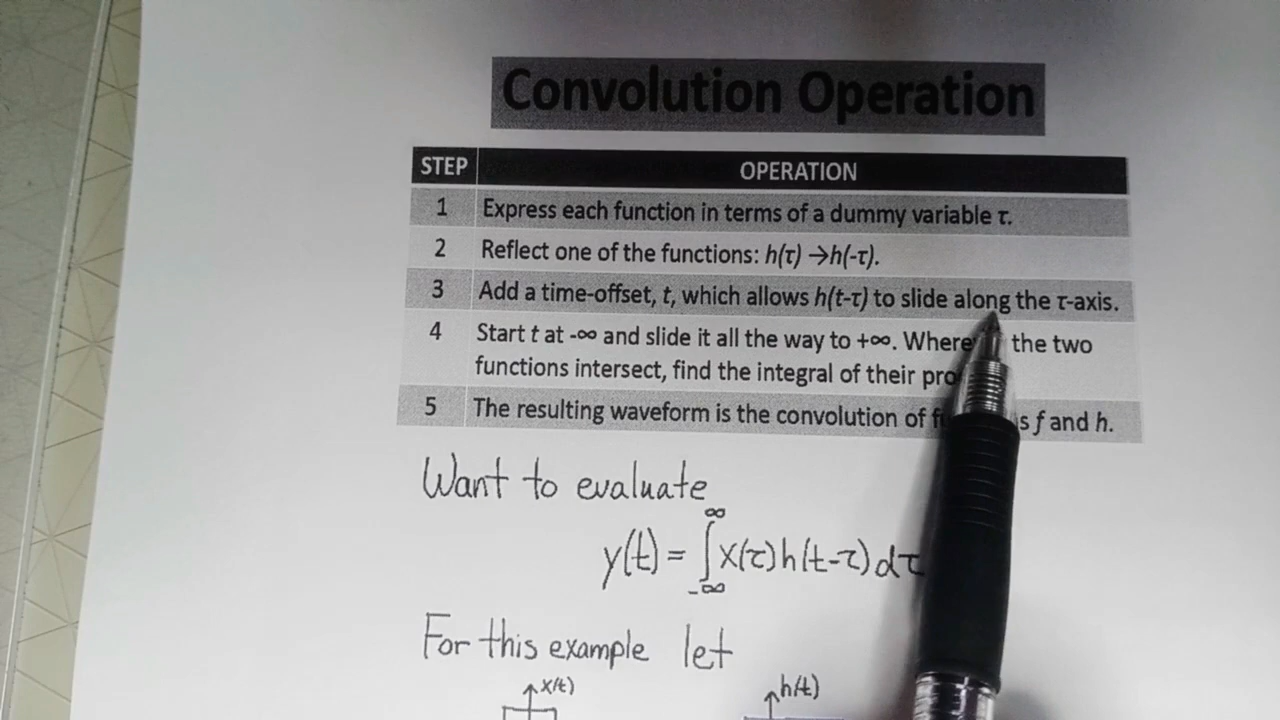 Convolution Operation
STEP OPERATION
1 Express each function in terms of a dummy variable τ.
2 Reflect one of the functions: h(τ) →h(-τ).
3 Add a time-offset, t, which allows h(t-τ) to slide along the τ-axis.
4 Start t at -∞ and slide it all the way to +∞. the two
functions intersect, find the integral of their
5 The resulting waveform is the convolution of f and h.
Want to evaluate
y(t) = ∫_{-∞}^{∞} x(τ)h(t-τ)dτ
For this example let
x(t) h(t)